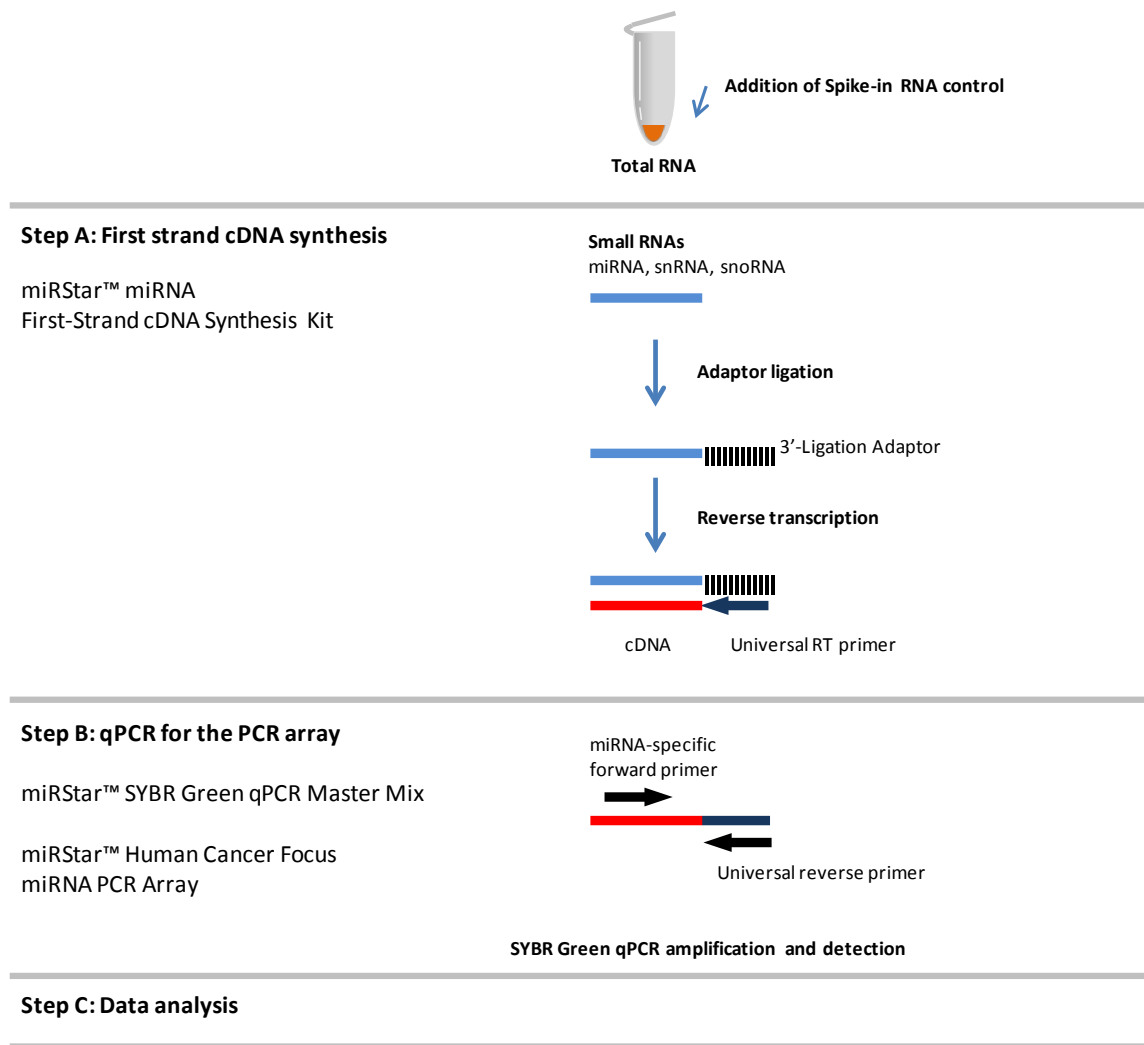 Addition of Spike-in RNA control
Total RNA
Step A: First strand cDNA synthesis
miRStar™ miRNA
First-Strand cDNA Synthesis Kit
Small RNAs
miRNA, snRNA, snoRNA
Adaptor ligation
3’-Ligation Adaptor
Reverse transcription
cDNA
Universal RT primer
Step B: qPCR for the PCR array
miRStar™ SYBR Green qPCR Master Mix
miRStar™ Human Cancer Focus
miRNA PCR Array
miRNA-specific
forward primer
Universal reverse primer
SYBR Green qPCR amplification and detection
Step C: Data analysis